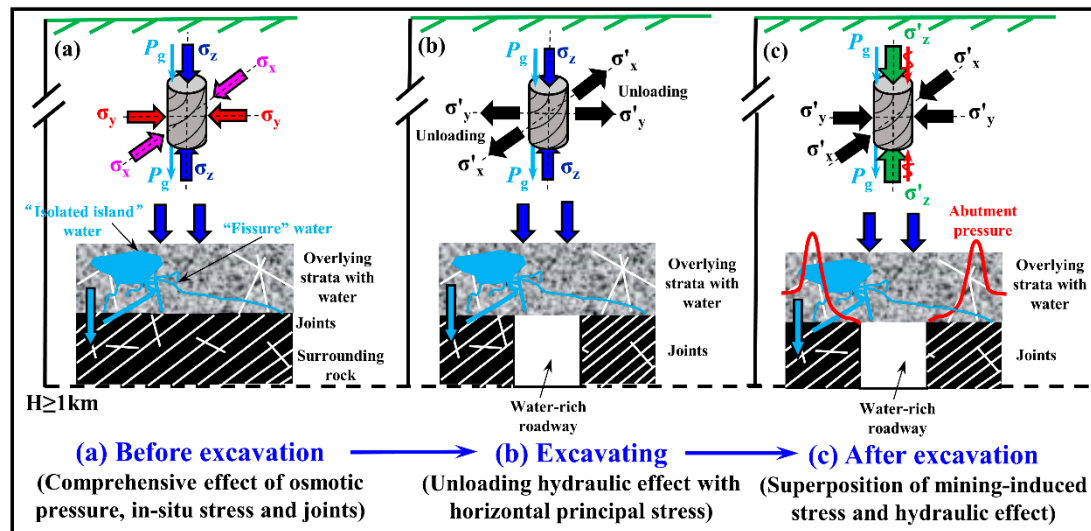 (a)
Pg
σz
σx
σy
σy
σx
Pg
σz
"Isolated island"
water
"Fissure" water
Overlying
strata with
water
Joints
Surrounding
rock
H≥1km
(b)
Pg
σz
σ'x
Unloading
σ'y
σ'y
Unloading
σ'x
Pg
σz
Overlying
strata with
water
Joints
Water-rich
roadway
(c)
Pg
σ'z
σ'x
σ'y
σ'y
σ'x
Pg
σ'z
Abutment
pressure
Overlying
strata with
water
Joints
Water-rich
roadway
(a) Before excavation
(Comprehensive effect of osmotic
pressure, in-situ stress and joints)
(b) Excavating
(Unloading hydraulic effect with
horizontal principal stress)
(c) After excavation
(Superposition of mining-induced
stress and hydraulic effect)